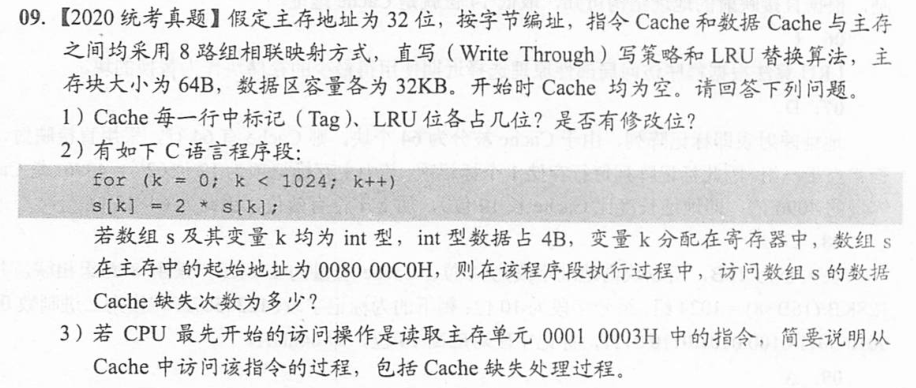 09.【2020 统考真题】假定主存地址为 32 位，按字节编址，指令 Cache 和数据 Cache 与主存
之间均采用 8 路组相联映射方式，直写（Write Through）写策略和 LRU 替换算法，主
存块大小为 64B，数据区容量各为 32KB。开始时 Cache 均为空。请回答下列问题。
1）Cache 每一行中标记（Tag）、LRU 位各占几位？是否有修改位？
2）有如下 C 语言程序段：
for (k = 0; k < 1024; k++)
s[k] = 2 * s[k];
若数组 s 及其变量 k 均为 int 型，int 型数据占 4B，变量 k 分配在寄存器中，数组 s
在主存中的起始地址为 0080 00C0H，则在该程序段执行过程中，访问数组 s 的数据
Cache 缺失次数为多少？
3）若 CPU 最先开始的访问操作是读取主存单元 0001 0003H 中的指令，简要说明从
Cache 中访问该指令的过程，包括 Cache 缺失处理过程。